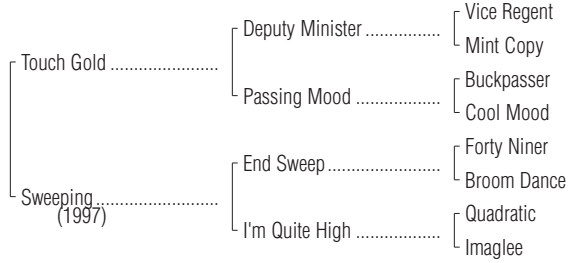 Vice Regent
Deputy Minister ..................
Mint Copy
Touch Gold ........................
Buckpasser
Passing Mood ...................
Cool Mood
Forty Niner
End Sweep .........................
Broom Dance
Sweeping ...........................
(1997)
Quadratic
I'm Quite High ...................
Imaglee